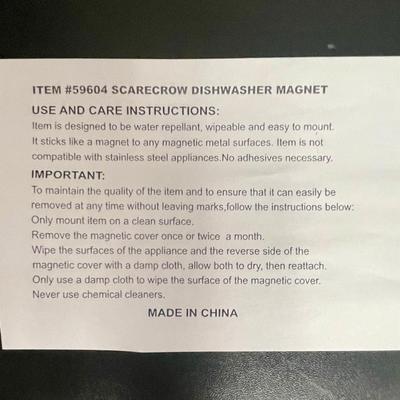 ITEM #59604 SCARECROW DISHWASHER MAGNET
USE AND CARE INSTRUCTIONS:
Item is designed to be water repellant, wipeable and easy to mount.
It sticks like a magnet to any magnetic metal surfaces. Item is not
compatible with stainless steel appliances.No adhesives necessary.
IMPORTANT:
To maintain the quality of the item and to ensure that it can easily be
removed at any time without leaving marks,follow the instructions below:
Only mount item on a clean surface.
Remove the magnetic cover once or twice a month.
Wipe the surfaces of the appliance and the reverse side of the
magnetic cover with a damp cloth, allow both to dry, then reattach.
Only use a damp cloth to wipe the surface of the magnetic cover.
Never use chemical cleaners.
MADE IN CHINA